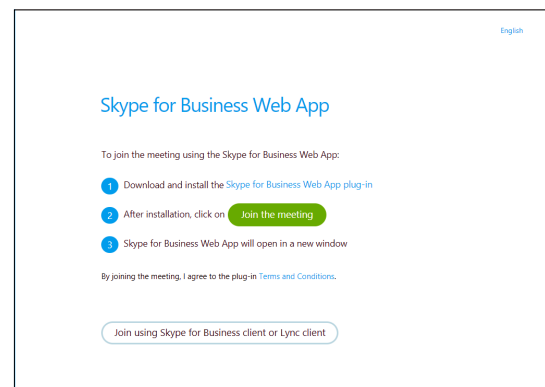 English
Skype for Business Web App
To join the meeting using the Skype for Business Web App:
1 Download and install the Skype for Business Web App plug-in
2 After installation, click on Join the meeting
3 Skype for Business Web App will open in a new window
By joining the meeting, I agree to the plug-in Terms and Conditions.
Join using Skype for Business client or Lync client